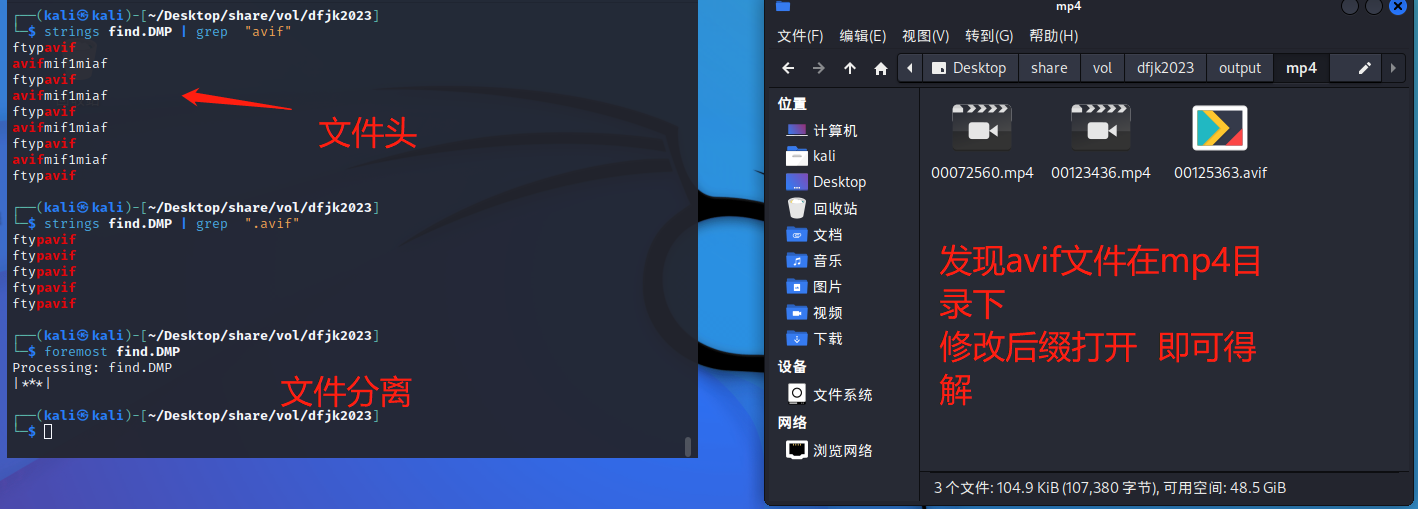 ┌──(kali㉿kali)-[~/Desktop/share/vol/dfjk2023]
└─$ strings find.DMP | grep  "avif"
ftypavif
avifmif1miaf
ftypavif
avifmif1miaf
ftypavif
avifmif1miaf
ftypavif
avifmif1miaf
ftypavif
┌──(kali㉿kali)-[~/Desktop/share/vol/dfjk2023]
└─$ strings find.DMP | grep  ".avif"
ftypavif
ftypavif
ftypavif
ftypavif
ftypavif
┌──(kali㉿kali)-[~/Desktop/share/vol/dfjk2023]
└─$ foremost find.DMP
Processing: find.DMP
|***|
┌──(kali㉿kali)-[~/Desktop/share/vol/dfjk2023]
└─$
文件头
文件分离
mp4
文件(F) 编辑(E) 视图(V) 转到(G) 帮助(H)
Desktop share vol dfjk2023 output mp4
位置
计算机
kali
Desktop
回收站
文档
音乐
图片
视频
下载
设备
文件系统
网络
浏览网络
00072560.mp4 00123436.mp4 00125363.avif
发现avif文件在mp4目
录下
修改后缀打开 即可得
解
3 个文件: 104.9 KiB (107,380 字节), 可用空间: 48.5 GiB